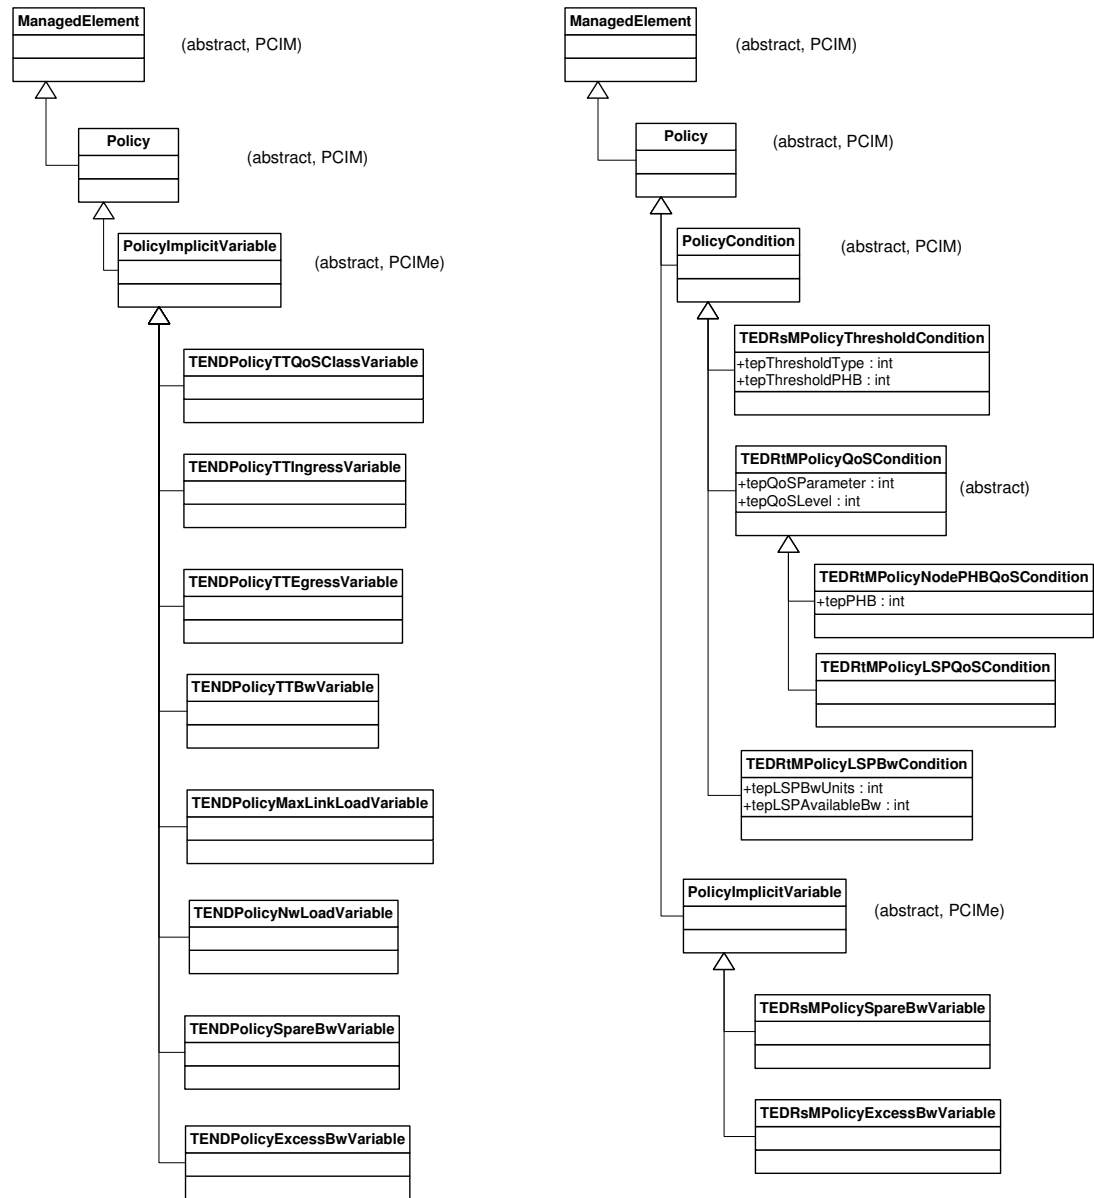 ManagedElement
(abstract, PCIM)
Policy
(abstract, PCIM)
PolicyImplicitVariable
(abstract, PCIMe)
TENDPolicyTTQoSClassVariable
TENDPolicyTTIngressVariable
TENDPolicyTTEgressVariable
TENDPolicyTTBwVariable
TENDPolicyMaxLinkLoadVariable
TENDPolicyNwLoadVariable
TENDPolicySpareBwVariable
TENDPolicyExcessBwVariable
ManagedElement
(abstract, PCIM)
Policy
(abstract, PCIM)
PolicyCondition
(abstract, PCIM)
TEDRsMPolicyThresholdCondition
+tepThresholdType : int
+tepThresholdPHB : int
TEDRtMPolicyQoSCondition
+tepQoSParameter : int
+tepQoSLevel : int
(abstract)
TEDRtMPolicyNodePHBQoSCondition
+tepPHB : int
TEDRtMPolicyLSPQoSCondition
TEDRtMPolicyLSPBwCondition
+tepLSPBwUnits : int
+tepLSPAvailableBw : int
PolicyImplicitVariable
(abstract, PCIMe)
TEDRsMPolicySpareBwVariable
TEDRsMPolicyExcessBwVariable